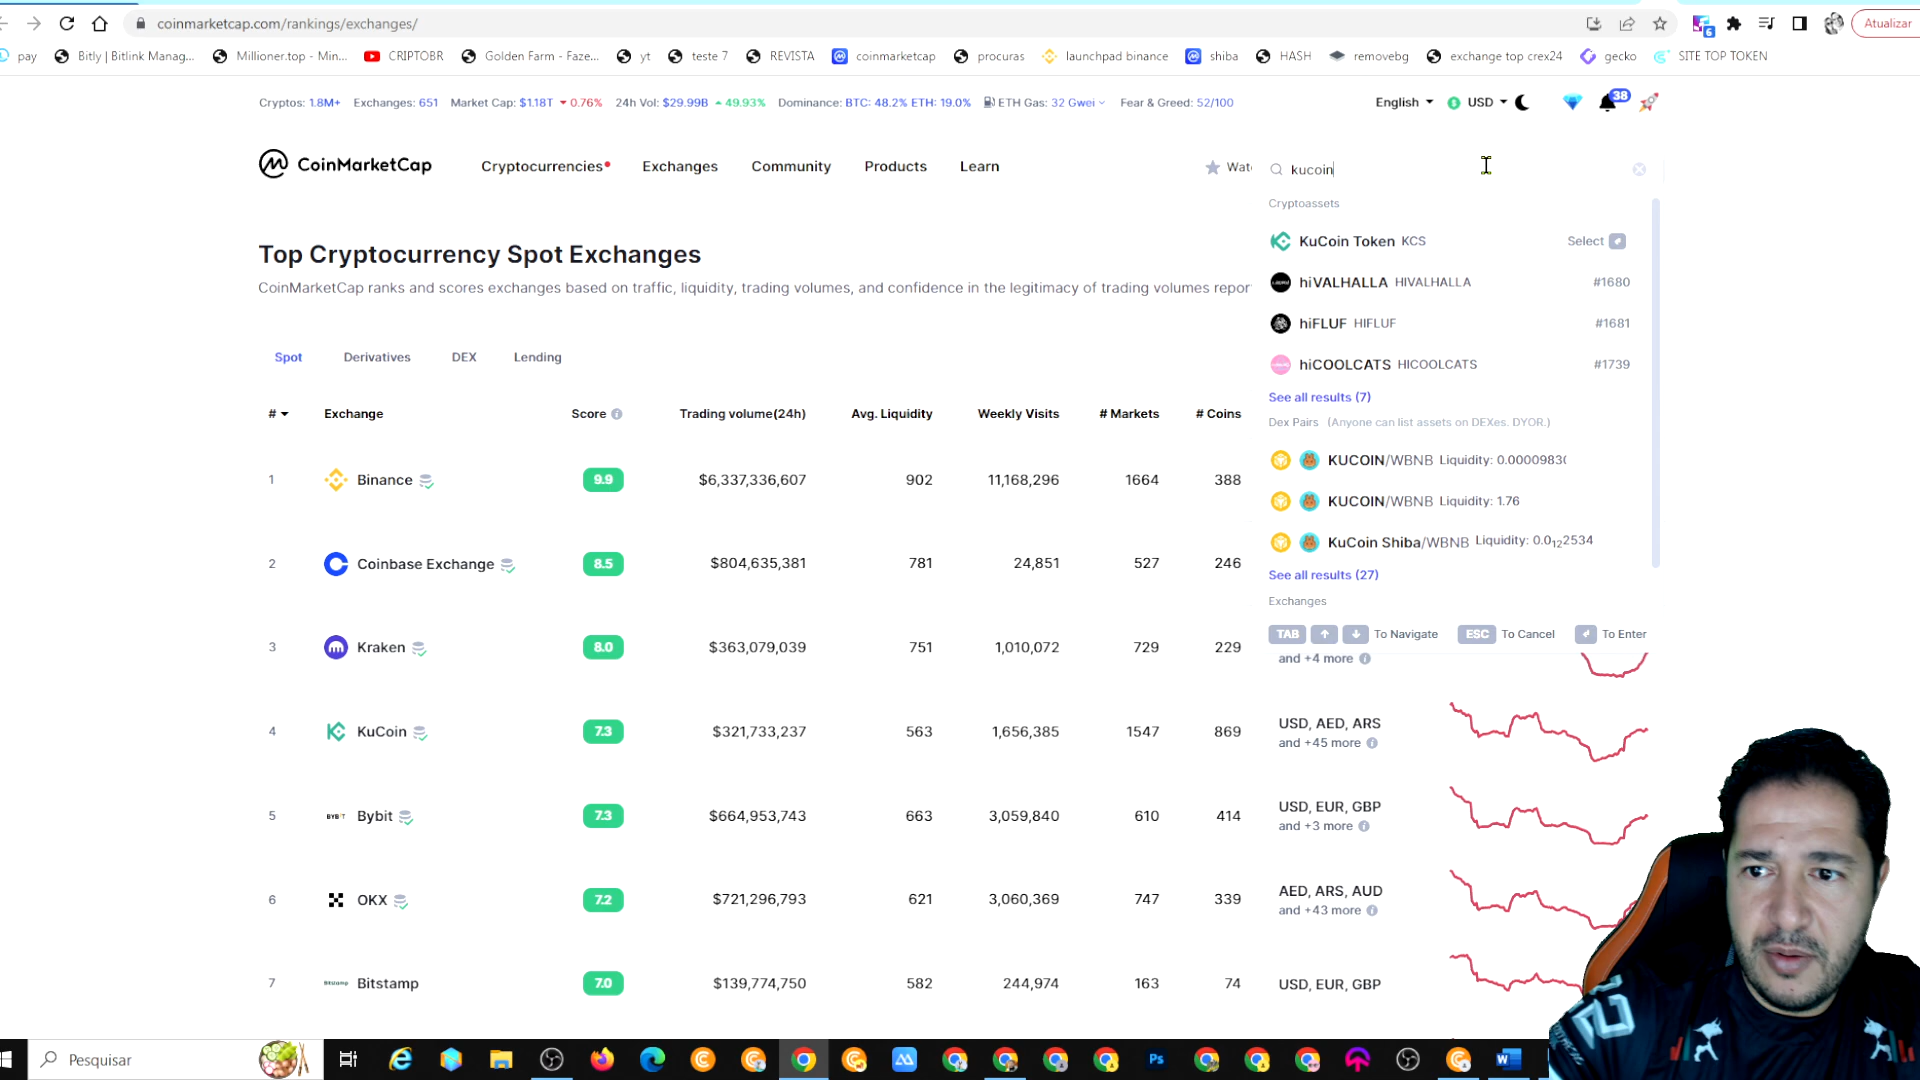 coinmarketcap.com/rankings/exchanges/
Atualizar
pay Bitly | Bitlink Manag... Millioner.top - Min... CRIPTOBR Golden Farm - Faze... yt teste 7 REVISTA coinmarketcap procuras launchpad binance shiba HASH removebg exchange top crex24 gecko SITE TOP TOKEN
Cryptos: 1.8M+ Exchanges: 651 Market Cap: $1.18T 0.76% 24h Vol: $29.99B 49.93% Dominance: BTC: 48.2% ETH: 19.0% ETH Gas: 32 Gwei Fear & Greed: 52/100 English USD 38
CoinMarketCap Cryptocurrencies Exchanges Community Products Learn
kucoin
Cryptoassets
KuCoin Token KCS Select
hiVALHALLA HIVALHALLA #1680
hiFLUF HIFLUF #1681
hiCOOLCATS HICOOLCATS #1739
See all results (7)
Dex Pairs (Anyone can list assets on DEXes. DYOR.)
KUCOIN/WBNB Liquidity: 0.0000983
KUCOIN/WBNB Liquidity: 1.76
KuCoin Shiba/WBNB Liquidity: 0.0₁₂2534
See all results (27)
Exchanges
TAB To Navigate ESC To Cancel To Enter
Top Cryptocurrency Spot Exchanges
CoinMarketCap ranks and scores exchanges based on traffic, liquidity, trading volumes, and confidence in the legitimacy of trading volumes repor
Spot Derivatives DEX Lending
# Exchange Score Trading volume(24h) Avg. Liquidity Weekly Visits # Markets # Coins
1 Binance 9.9 $6,337,336,607 902 11,168,296 1664 388
2 Coinbase Exchange 8.5 $804,635,381 781 24,851 527 246
3 Kraken 8.0 $363,079,039 751 1,010,072 729 229
and +4 more
4 KuCoin 7.3 $321,733,237 563 1,656,385 1547 869 USD, AED, ARS
and +45 more
5 Bybit 7.3 $664,953,743 663 3,059,840 610 414 USD, EUR, GBP
and +3 more
6 OKX 7.2 $721,296,793 621 3,060,369 747 339 AED, ARS, AUD
and +43 more
7 Bitstamp 7.0 $139,774,750 582 244,974 163 74 USD, EUR, GBP
Pesquisar